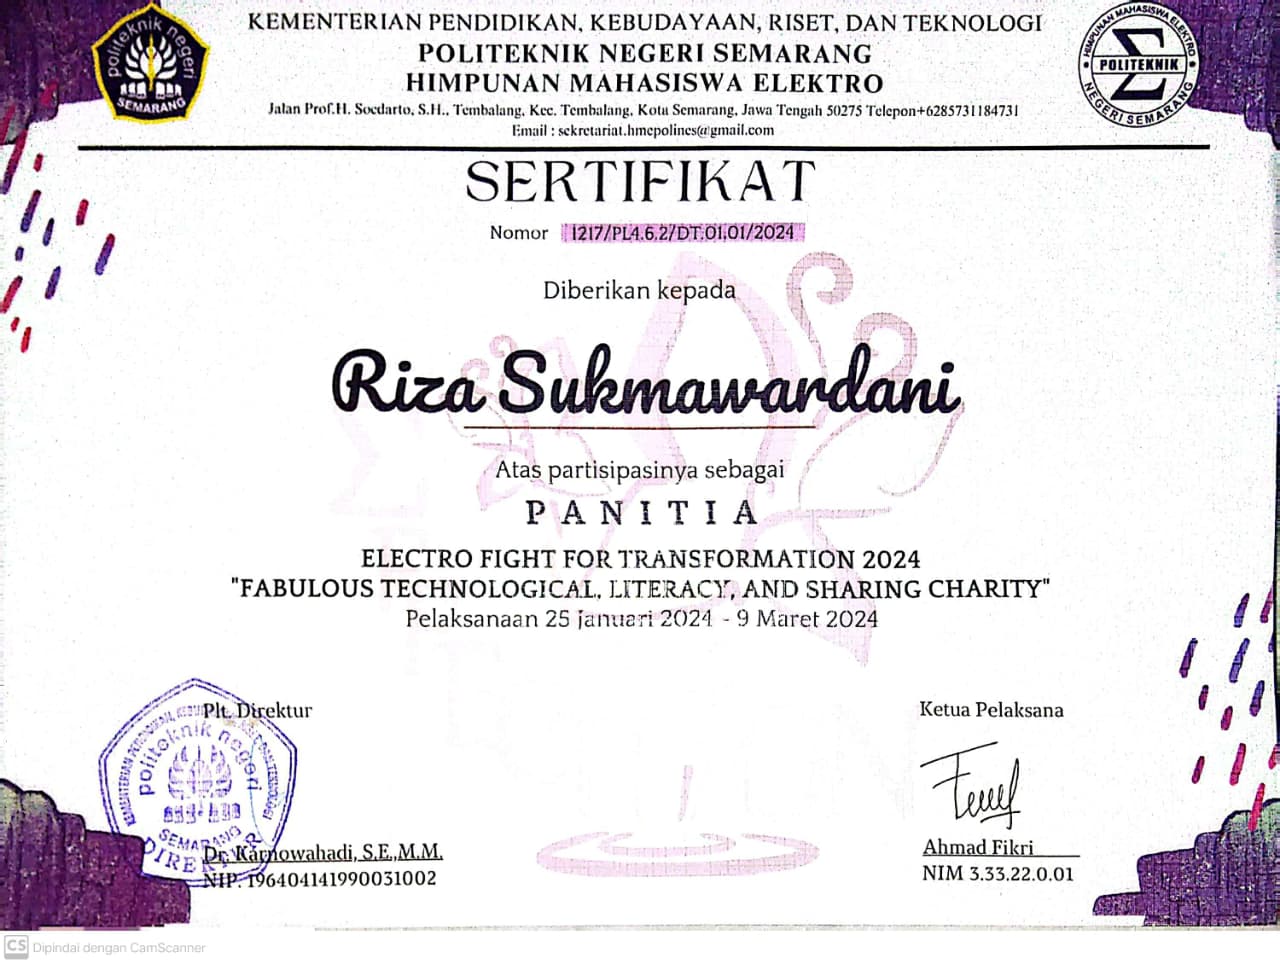 KEMENTERIAN PENDIDIKAN, KEBUDAYAAN, RISET, DAN TEKNOLOGI
POLITEKNIK NEGERI SEMARANG
HIMPUNAN MAHASISWA ELEKTRO
Jalan Prof.H. Soedarto, S.H., Tembalang, Kec. Tembalang, Kota Semarang, Jawa Tengah 50275 Telepon+6285731184731
Email : sekretariat.hmepolines@gmail.com
politeknik negeri
SEMARANG
HIMPUNAN MAHASISWA ELEKTRO
POLITEKNIK
NEGERI SEMARANG
SERTIFIKAT
Nomor 1217/PL4.6.2/DT.01.01/2024
Diberikan kepada
Riza Sukmawardani
Atas partisipasinya sebagai
PANITIA
ELECTRO FIGHT FOR TRANSFORMATION 2024
"FABULOUS TECHNOLOGICAL, LITERACY, AND SHARING CHARITY"
Pelaksanaan 25 Januari 2024 - 9 Maret 2024
Plt. Direktur
politeknik negeri
SEMARANG
DIREKTUR
Dr. Karnowahadi, S.E.,M.M.
NIP. 196404141990031002
Ketua Pelaksana
Ahmad Fikri
NIM 3.33.22.0.01
CS Dipindai dengan CamScanner